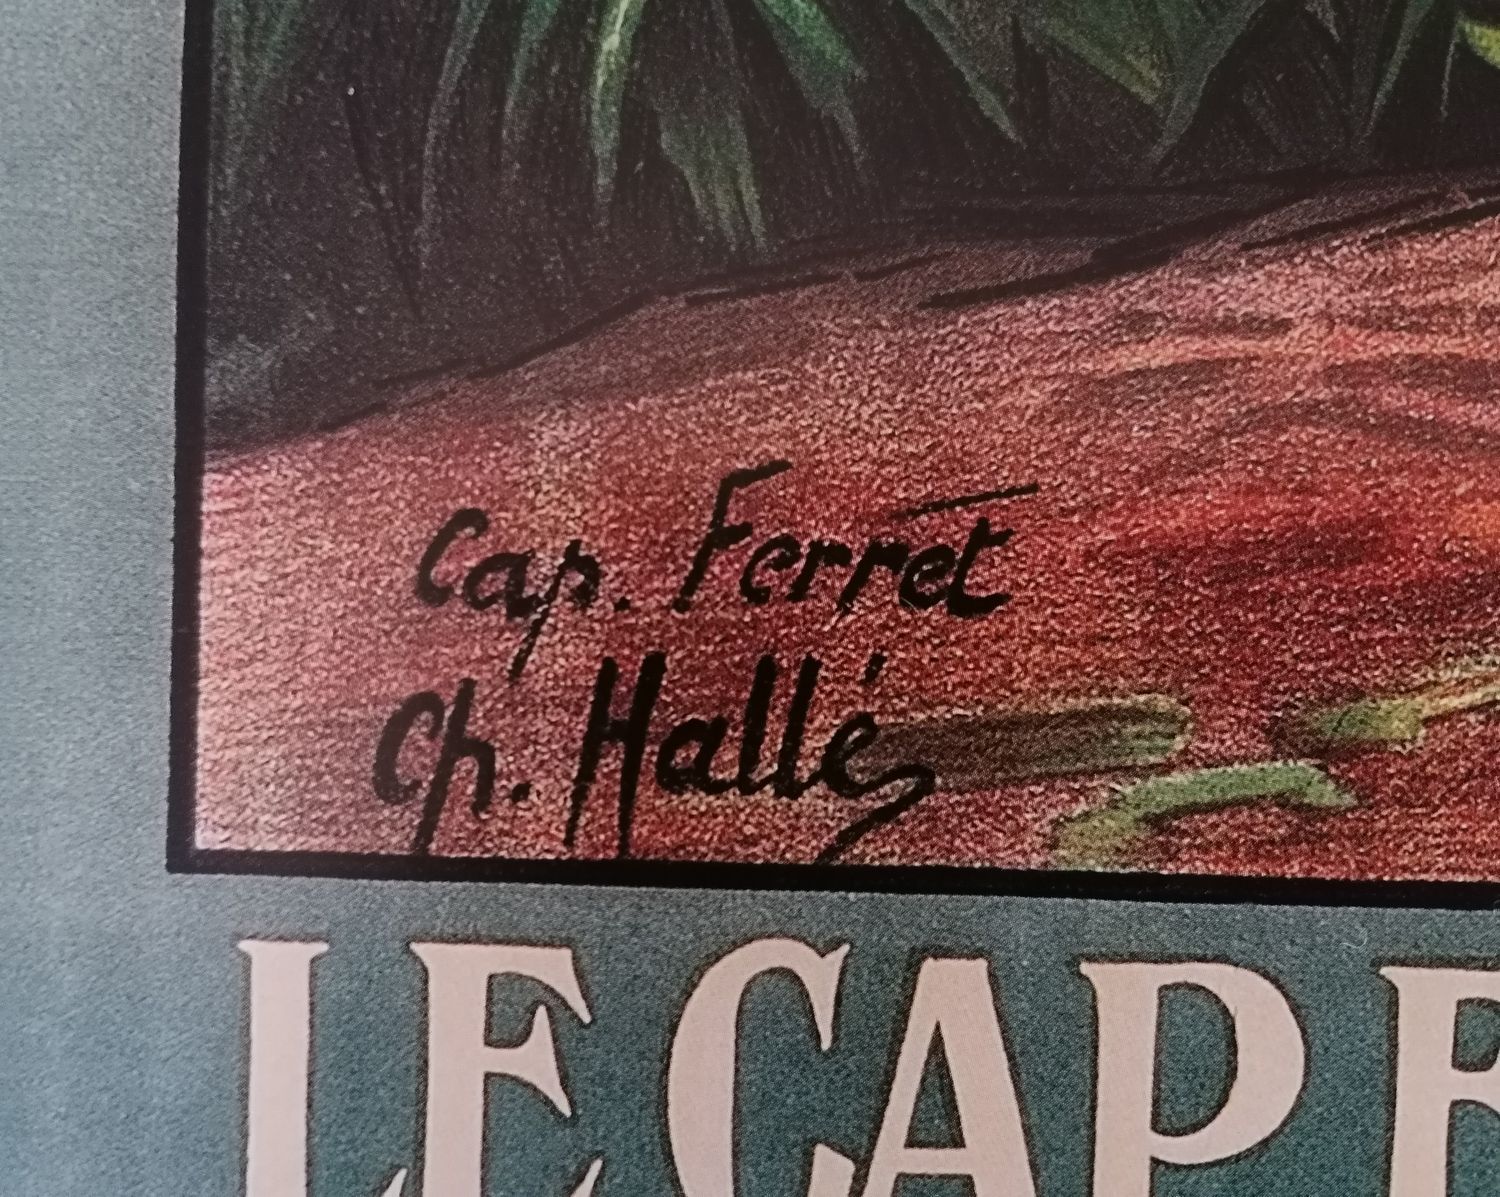 Cap. Ferret
Ch. Hallé
LE CAP F